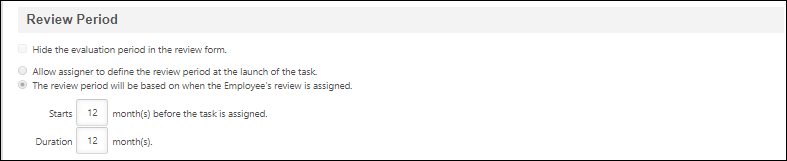 Review Period
Hide the evaluation period in the review form.
Allow assigner to define the review period at the launch of the task.
The review period will be based on when the Employee's review is assigned.
Starts 12 month(s) before the task is assigned.
Duration 12 month(s).